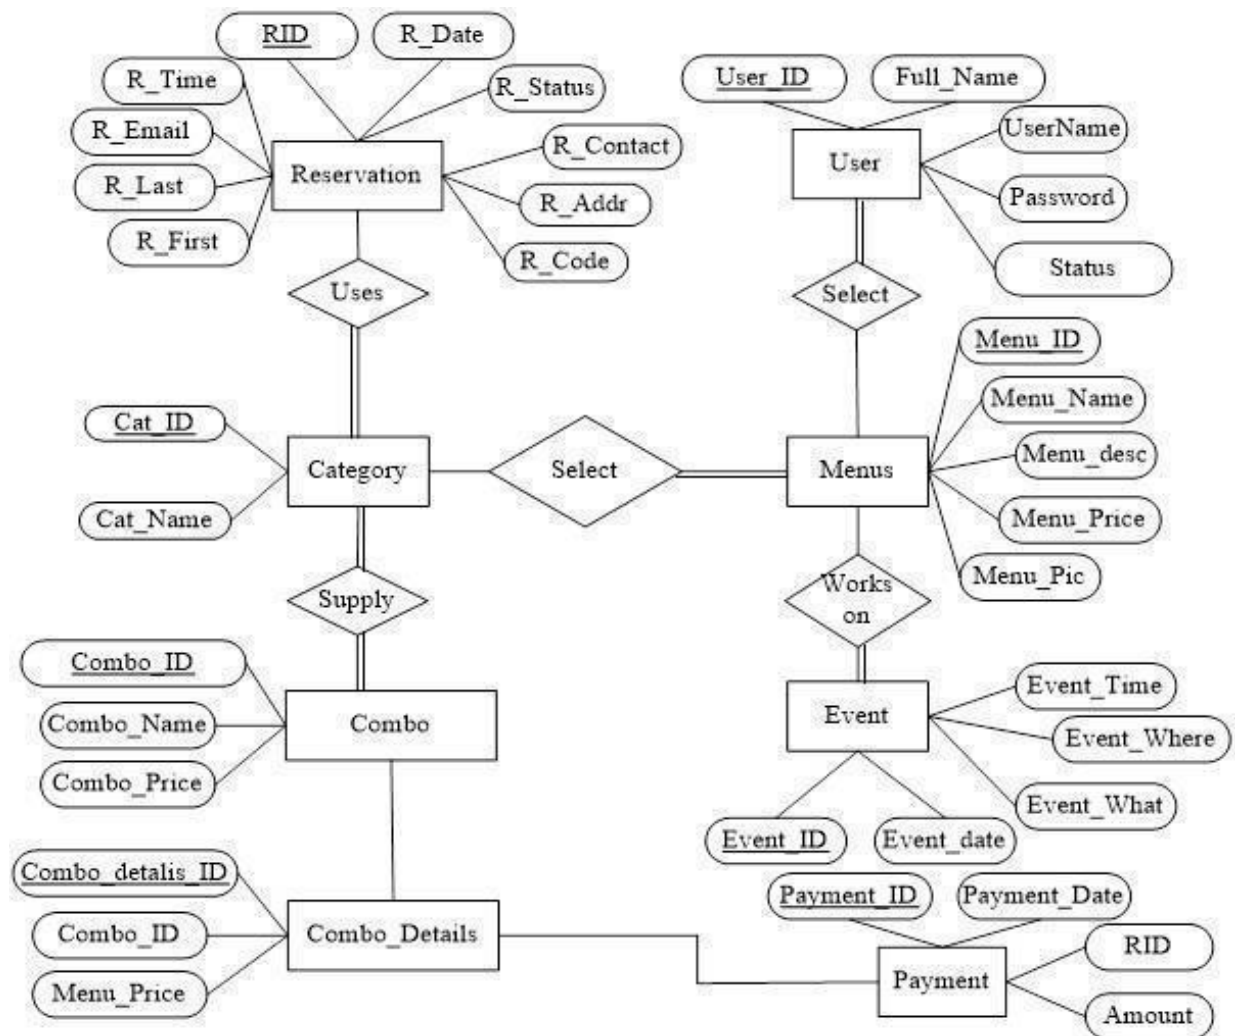 RID
R_Date
R_Time
R_Status
R_Email
R_Contact
R_Last
R_Addr
R_First
R_Code
Reservation
Uses
User_ID
Full_Name
UserName
User
Password
Status
Select
Menu_ID
Menu_Name
Menu_desc
Menu_Price
Menu_Pic
Cat_ID
Cat_Name
Category
Select
Menus
Supply
Works
on
Combo_ID
Combo_Name
Combo_Price
Combo
Event
Event_Time
Event_Where
Event_What
Event_ID
Event_date
Combo_detalis_ID
Combo_ID
Menu_Price
Combo_Details
Payment_ID
Payment_Date
RID
Payment
Amount